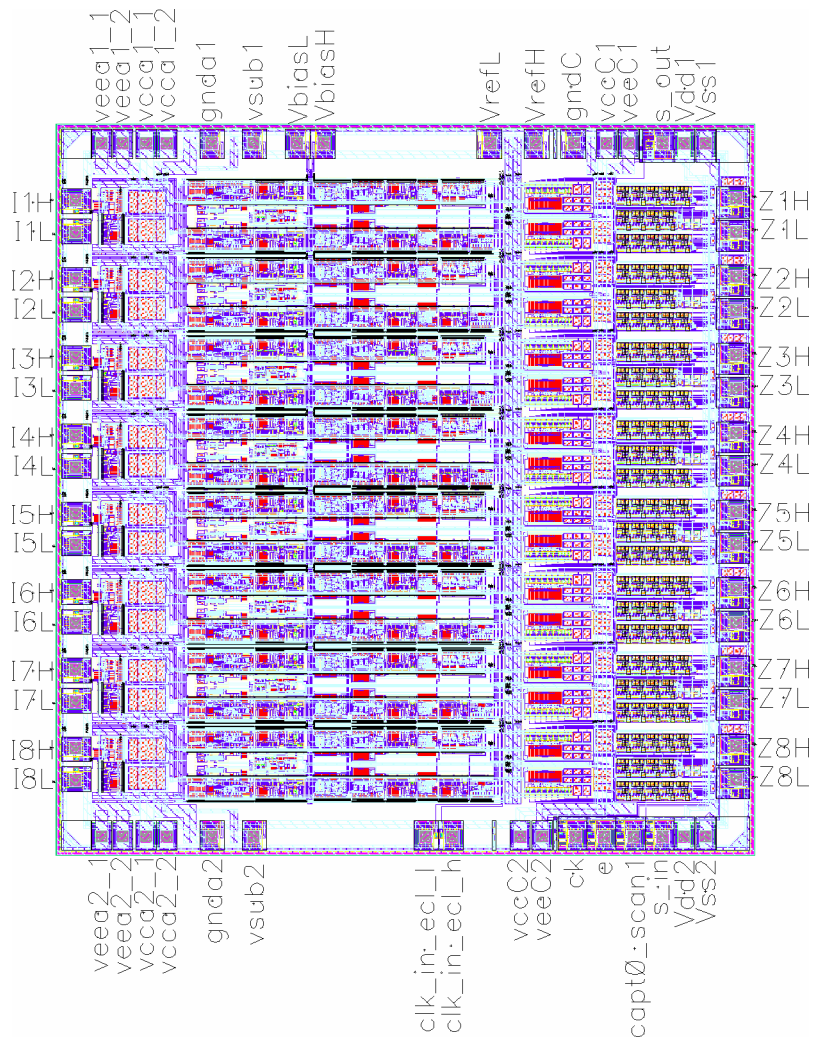 veea1_1
veea1_2
vcca1_1
vcca1_2
gnda1
vsub1
VbiasL
VbiasH
VrefL
VrefH
gndC
vccC1
veeC1
s_out
Vdd1
Vss1
I1H
I1L
I2H
I2L
I3H
I3L
I4H
I4L
I5H
I5L
I6H
I6L
I7H
I7L
I8H
I8L
Z1H
Z1L
Z2H
Z2L
Z3H
Z3L
Z4H
Z4L
Z5H
Z5L
Z6H
Z6L
Z7H
Z7L
Z8H
Z8L
veea2_1
veea2_2
vcca2_1
vcca2_2
gnda2
vsub2
clk_in_ecl_l
clk_in_ecl_h
vccC2
veeC2
ck
e
capt0_scan1
s_in
Vdd2
Vss2